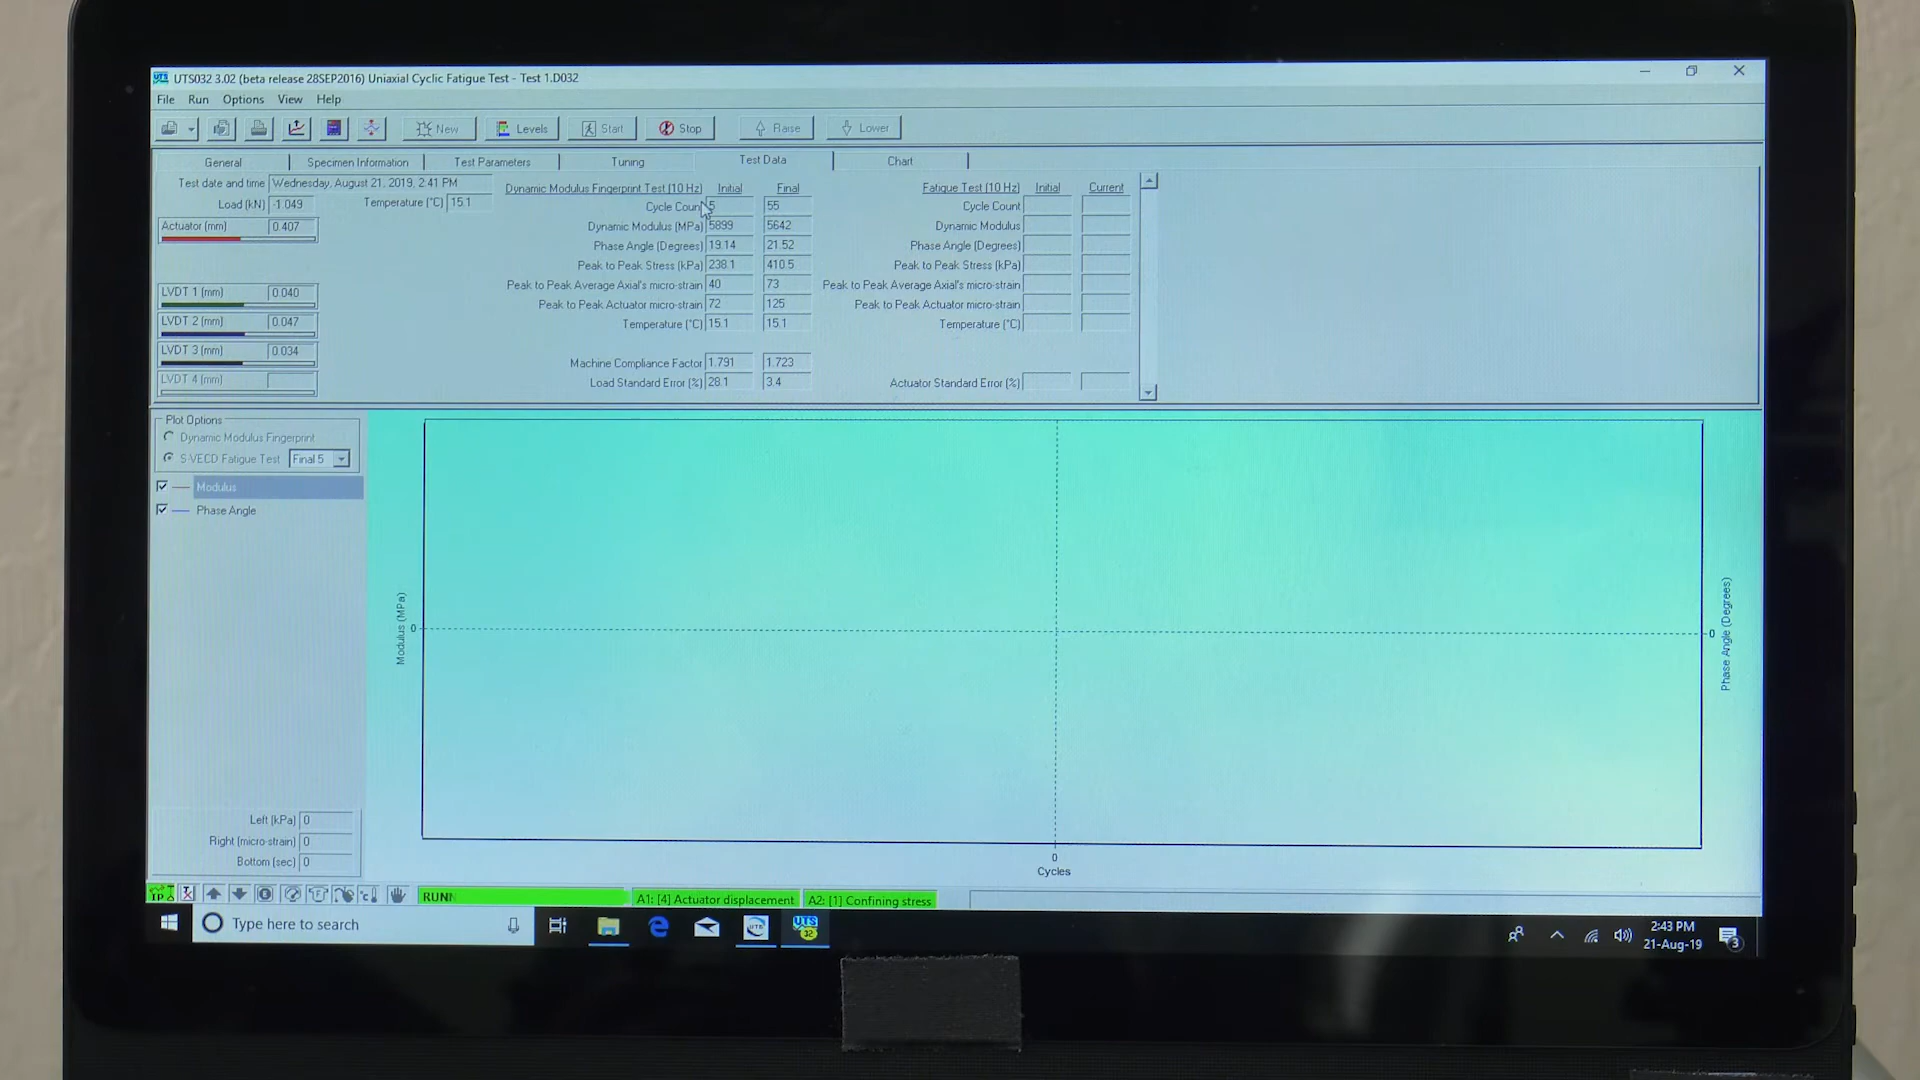 UTS032 3.02 (beta release 28SEP2016) Uniaxial Cyclic Fatigue Test - Test 1.D032
File Run Options View Help
New Levels Start Stop Raise Lower
General Specimen Information Test Parameters Tuning Test Data Chart
Test date and time Wednesday, August 21, 2019, 2:41 PM
Load (kN) -1.049 Temperature (°C) 15.1
Actuator (mm) 0.407
LVDT 1 (mm) 0.040
LVDT 2 (mm) 0.047
LVDT 3 (mm) 0.034
LVDT 4 (mm)
Dynamic Modulus Fingerprint Test (10 Hz) Initial Final
Cycle Count 5 55
Dynamic Modulus (MPa) 5899 5642
Phase Angle (Degrees) 19.14 21.52
Peak to Peak Stress (kPa) 238.1 410.5
Peak to Peak Average Axial's micro-strain 40 73
Peak to Peak Actuator micro-strain 72 125
Temperature (°C) 15.1 15.1
Machine Compliance Factor 1.791 1.723
Load Standard Error (%) 28.1 3.4
Fatigue Test (10 Hz) Initial Current
Cycle Count
Dynamic Modulus
Phase Angle (Degrees)
Peak to Peak Stress (kPa)
Peak to Peak Average Axial's micro-strain
Peak to Peak Actuator micro-strain
Temperature (°C)
Actuator Standard Error (%)
Plot Options
Dynamic Modulus Fingerprint
S-VECD Fatigue Test Final 5
Modulus
Phase Angle
Left (kPa) 0
Right (micro-strain) 0
Bottom (sec) 0
Modulus (MPa)
0
0
Phase Angle (Degrees)
0
Cycles
RUNN
A1: [4] Actuator displacement A2: [1] Confining stress
Type here to search
UTS
UTS
32
2:43 PM
21-Aug-19
3